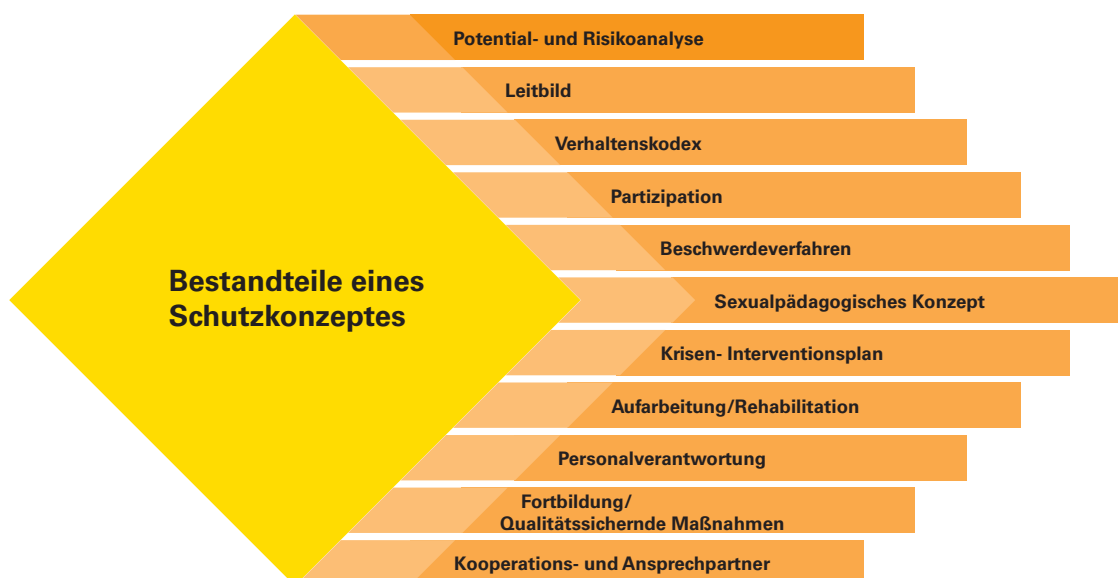 Potential- und Risikoanalyse
Leitbild
Verhaltenskodex
Partizipation
Beschwerdeverfahren
Bestandteile eines
Schutzkonzeptes
Sexualpädagogisches Konzept
Krisen- Interventionsplan
Aufarbeitung/Rehabilitation
Personalverantwortung
Fortbildung/
Qualitätssichernde Maßnahmen
Kooperations- und Ansprechpartner